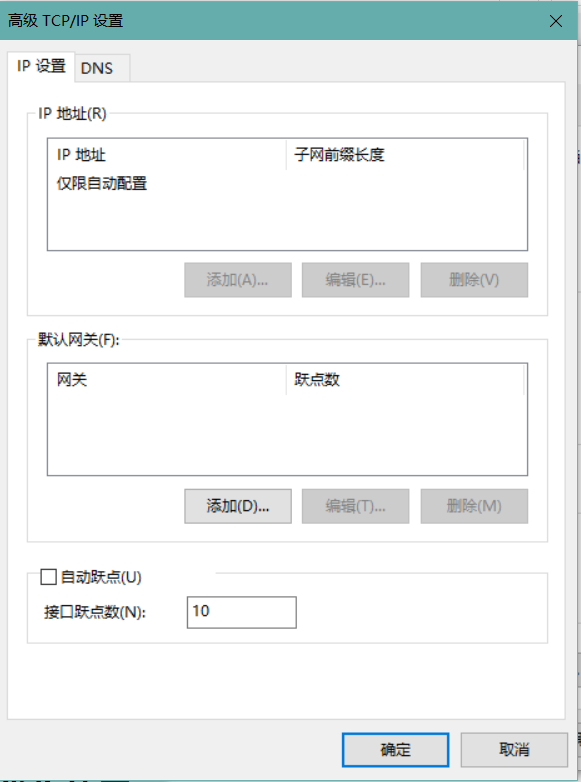 高级 TCP/IP 设置
IP 设置 DNS
IP 地址(R)
IP 地址 子网前缀长度
仅限自动配置
添加(A)... 编辑(E)... 删除(V)
默认网关(F):
网关 跃点数
添加(D)... 编辑(T)... 删除(M)
自动跃点(U)
接口跃点数(N): 10
确定 取消